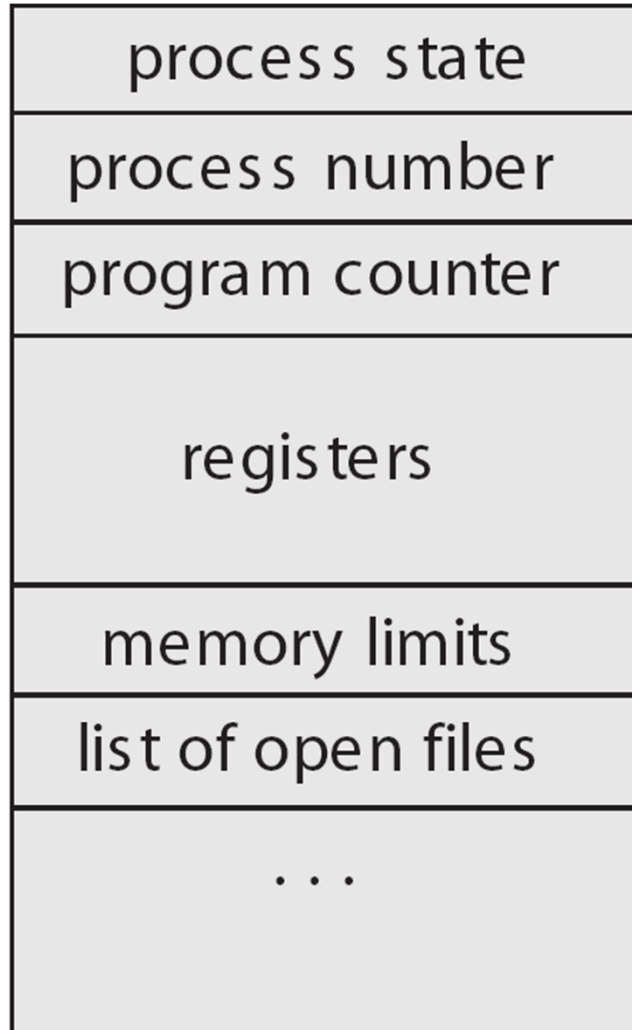 process state
process number
program counter
registers
memory limits
list of open files
. . .